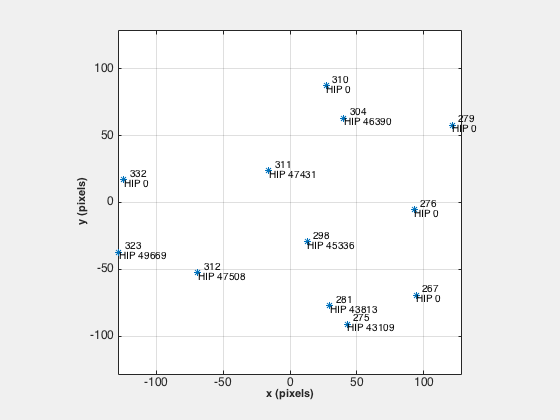 100
50
0
-50
-100
y (pixels)
310
HIP 0
304
HIP 46390
279
HIP 0
311
HIP 47431
332
HIP 0
276
HIP 0
298
HIP 45336
323
HIP 49669
312
HIP 47508
267
HIP 0
281
HIP 43813
275
HIP 43109
-100
-50
0
50
100
x (pixels)